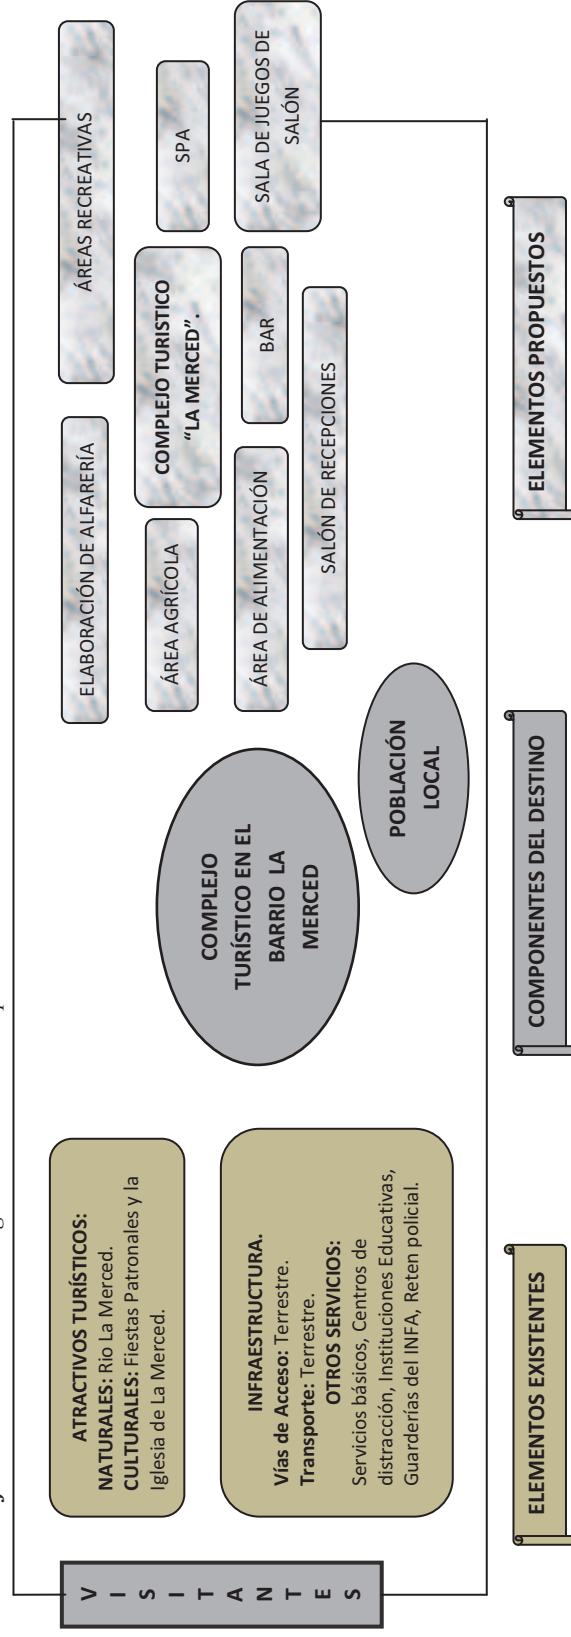 V I S I T A N T E S
ATRACTIVOS TURÍSTICOS:
NATURALES: Rio La Merced.
CULTURALES: Fiestas Patronales y la
Iglesia de La Merced.
INFRAESTRUCTURA.
Vías de Acceso: Terrestre.
Transporte: Terrestre.
OTROS SERVICIOS:
Servicios básicos, Centros de
distracción, Instituciones Educativas,
Guarderías del INFA, Reten policial.
COMPLEJO
TURÍSTICO EN EL
BARRIO LA
MERCED
POBLACIÓN
LOCAL
ELABORACIÓN DE ALFARERÍA
ÁREAS RECREATIVAS
ÁREA AGRÍCOLA
COMPLEJO TURISTICO
“LA MERCED”.
SPA
ÁREA DE ALIMENTACIÓN
BAR
SALA DE JUEGOS DE
SALÓN
SALÓN DE RECEPCIONES
ELEMENTOS EXISTENTES
COMPONENTES DEL DESTINO
ELEMENTOS PROPUESTOS